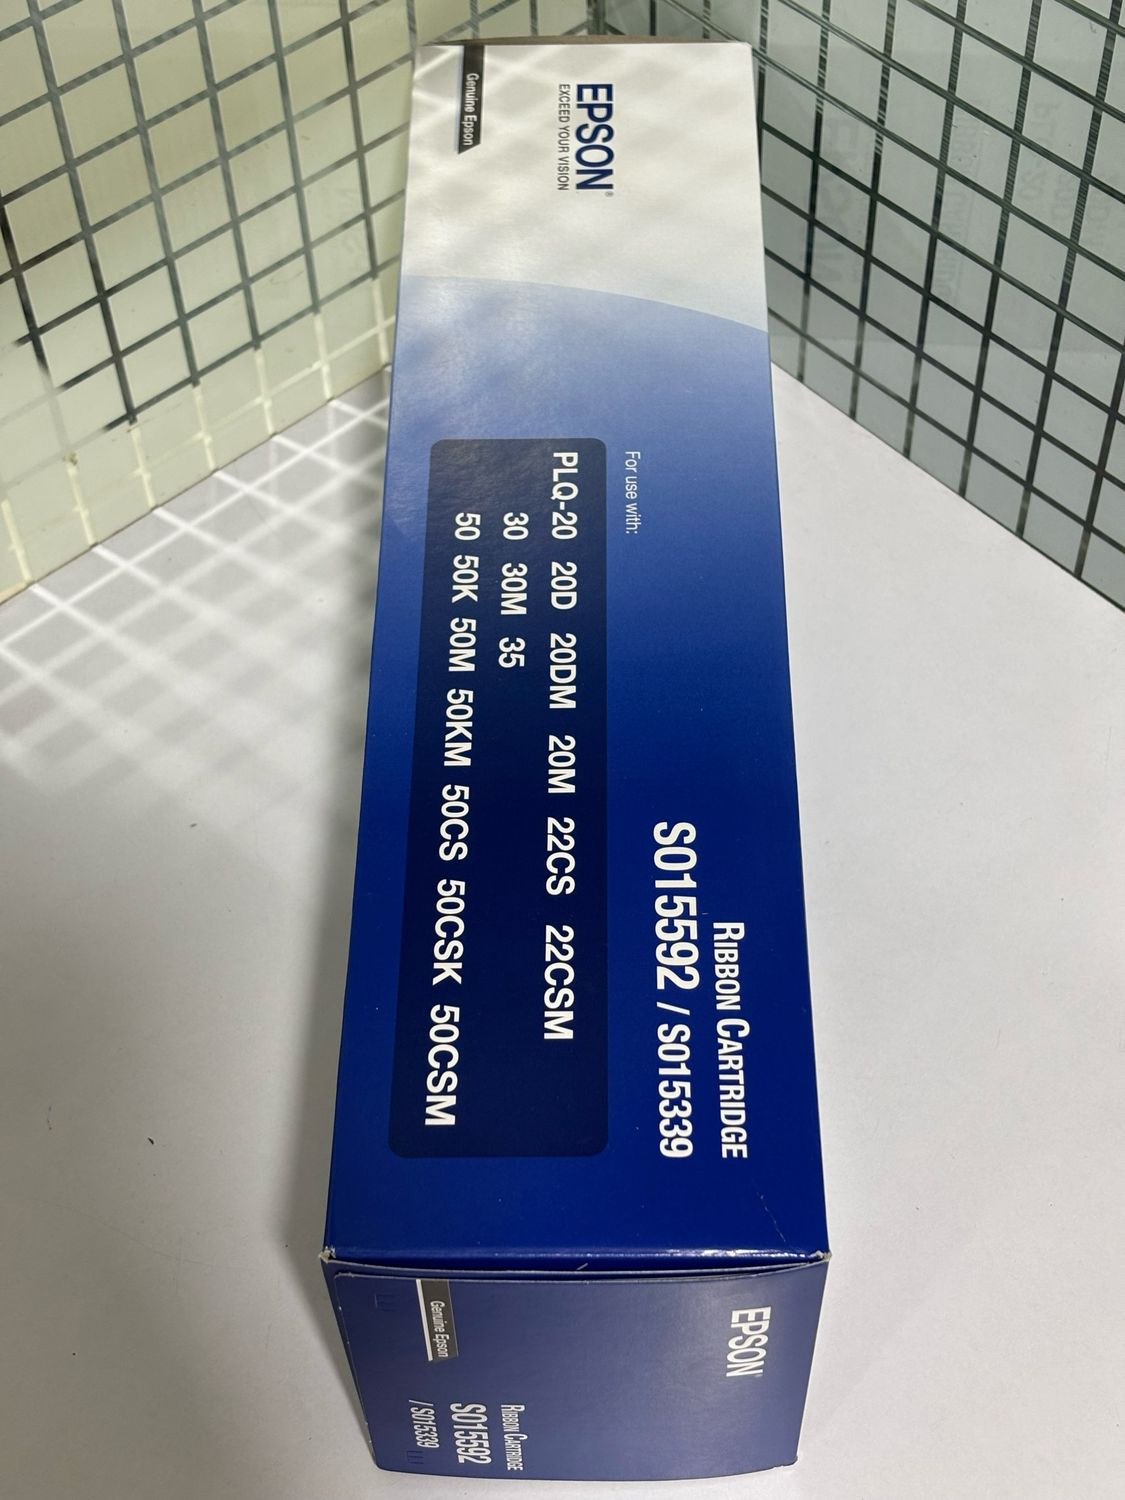 EPSON®
EXCEED YOUR VISION
Genuine Epson
RIBBON CARTRIDGE
S015592 / S015339
For use with:
PLQ-20 20D 20DM 20M 22CS 22CSM
30 30M 35
50 50K 50M 50KM 50CS 50CSK 50CSM
EPSON®
Genuine Epson
RIBBON CARTRIDGE
S015592
/ S015339